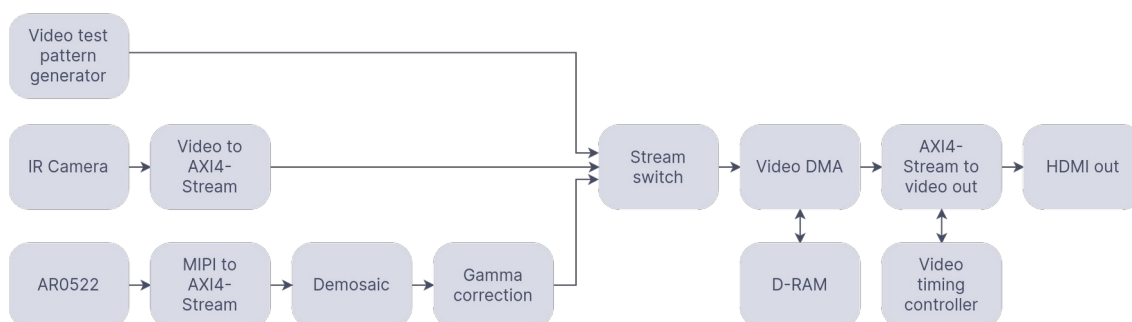 Video test
pattern
generator
IR Camera
Video to
AXI4-
Stream
Stream
switch
Video DMA
AXI4-
Stream to
video out
HDMI out
AR0522
MIPI to
AXI4-
Stream
Demosaic
Gamma
correction
D-RAM
Video
timing
controller